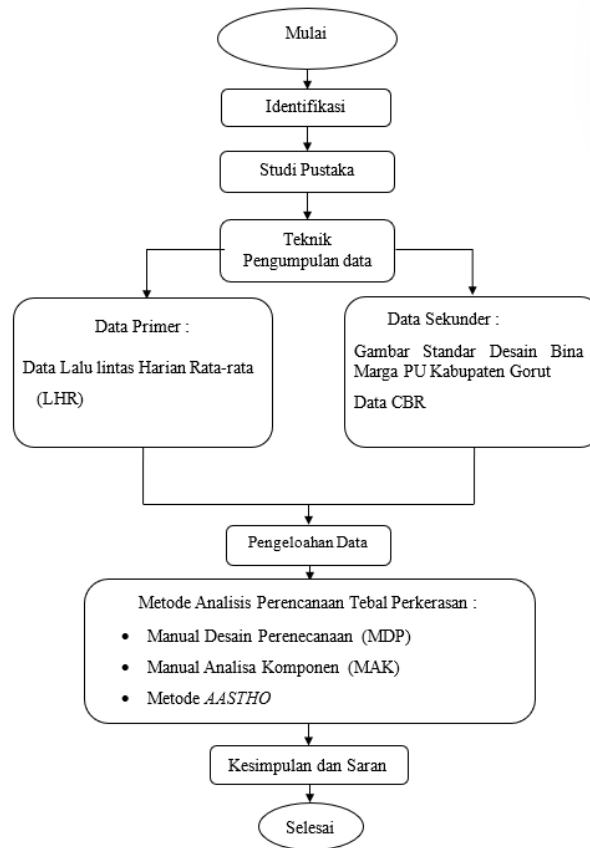 Mulai
Identifikasi
Studi Pustaka
Teknik
Pengumpulan data
Data Primer :
Data Lalu lintas Harian Rata-rata
(LHR)
Data Sekunder :
Gambar Standar Desain Bina
Marga PU Kabupaten Gorut
Data CBR
Pengeloahan Data
Metode Analisis Perencanaan Tebal Perkerasan :
• Manual Desain Perenecanaan (MDP)
• Manual Analisa Komponen (MAK)
• Metode AASTHO
Kesimpulan dan Saran
Selesai